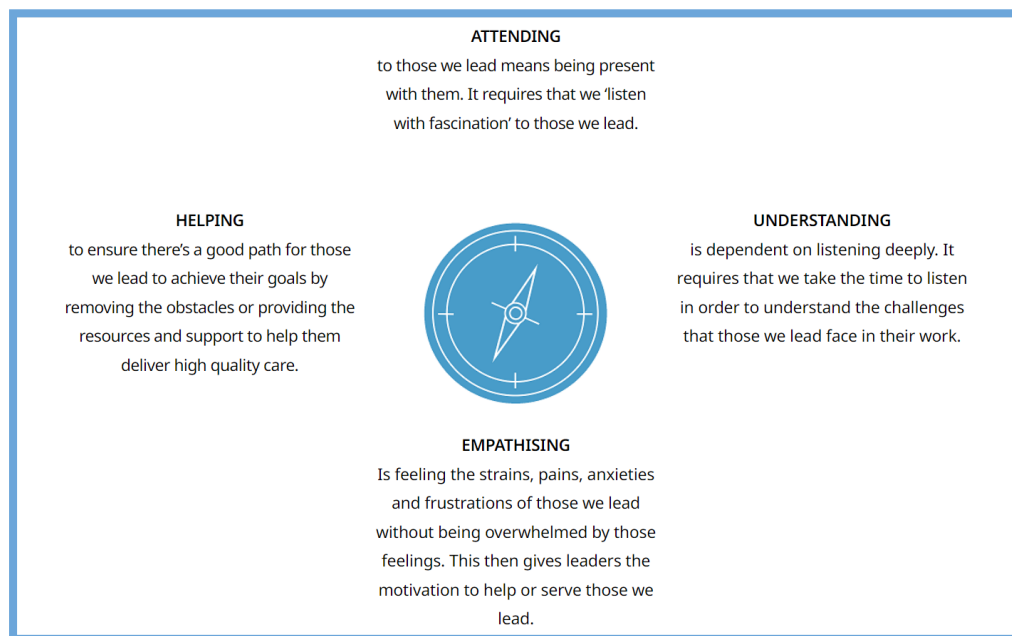 ATTENDING
to those we lead means being present
with them. It requires that we ‘listen
with fascination’ to those we lead.
HELPING
to ensure there’s a good path for those
we lead to achieve their goals by
removing the obstacles or providing the
resources and support to help them
deliver high quality care.
UNDERSTANDING
is dependent on listening deeply. It
requires that we take the time to listen
in order to understand the challenges
that those we lead face in their work.
EMPATHISING
Is feeling the strains, pains, anxieties
and frustrations of those we lead
without being overwhelmed by those
feelings. This then gives leaders the
motivation to help or serve those we
lead.